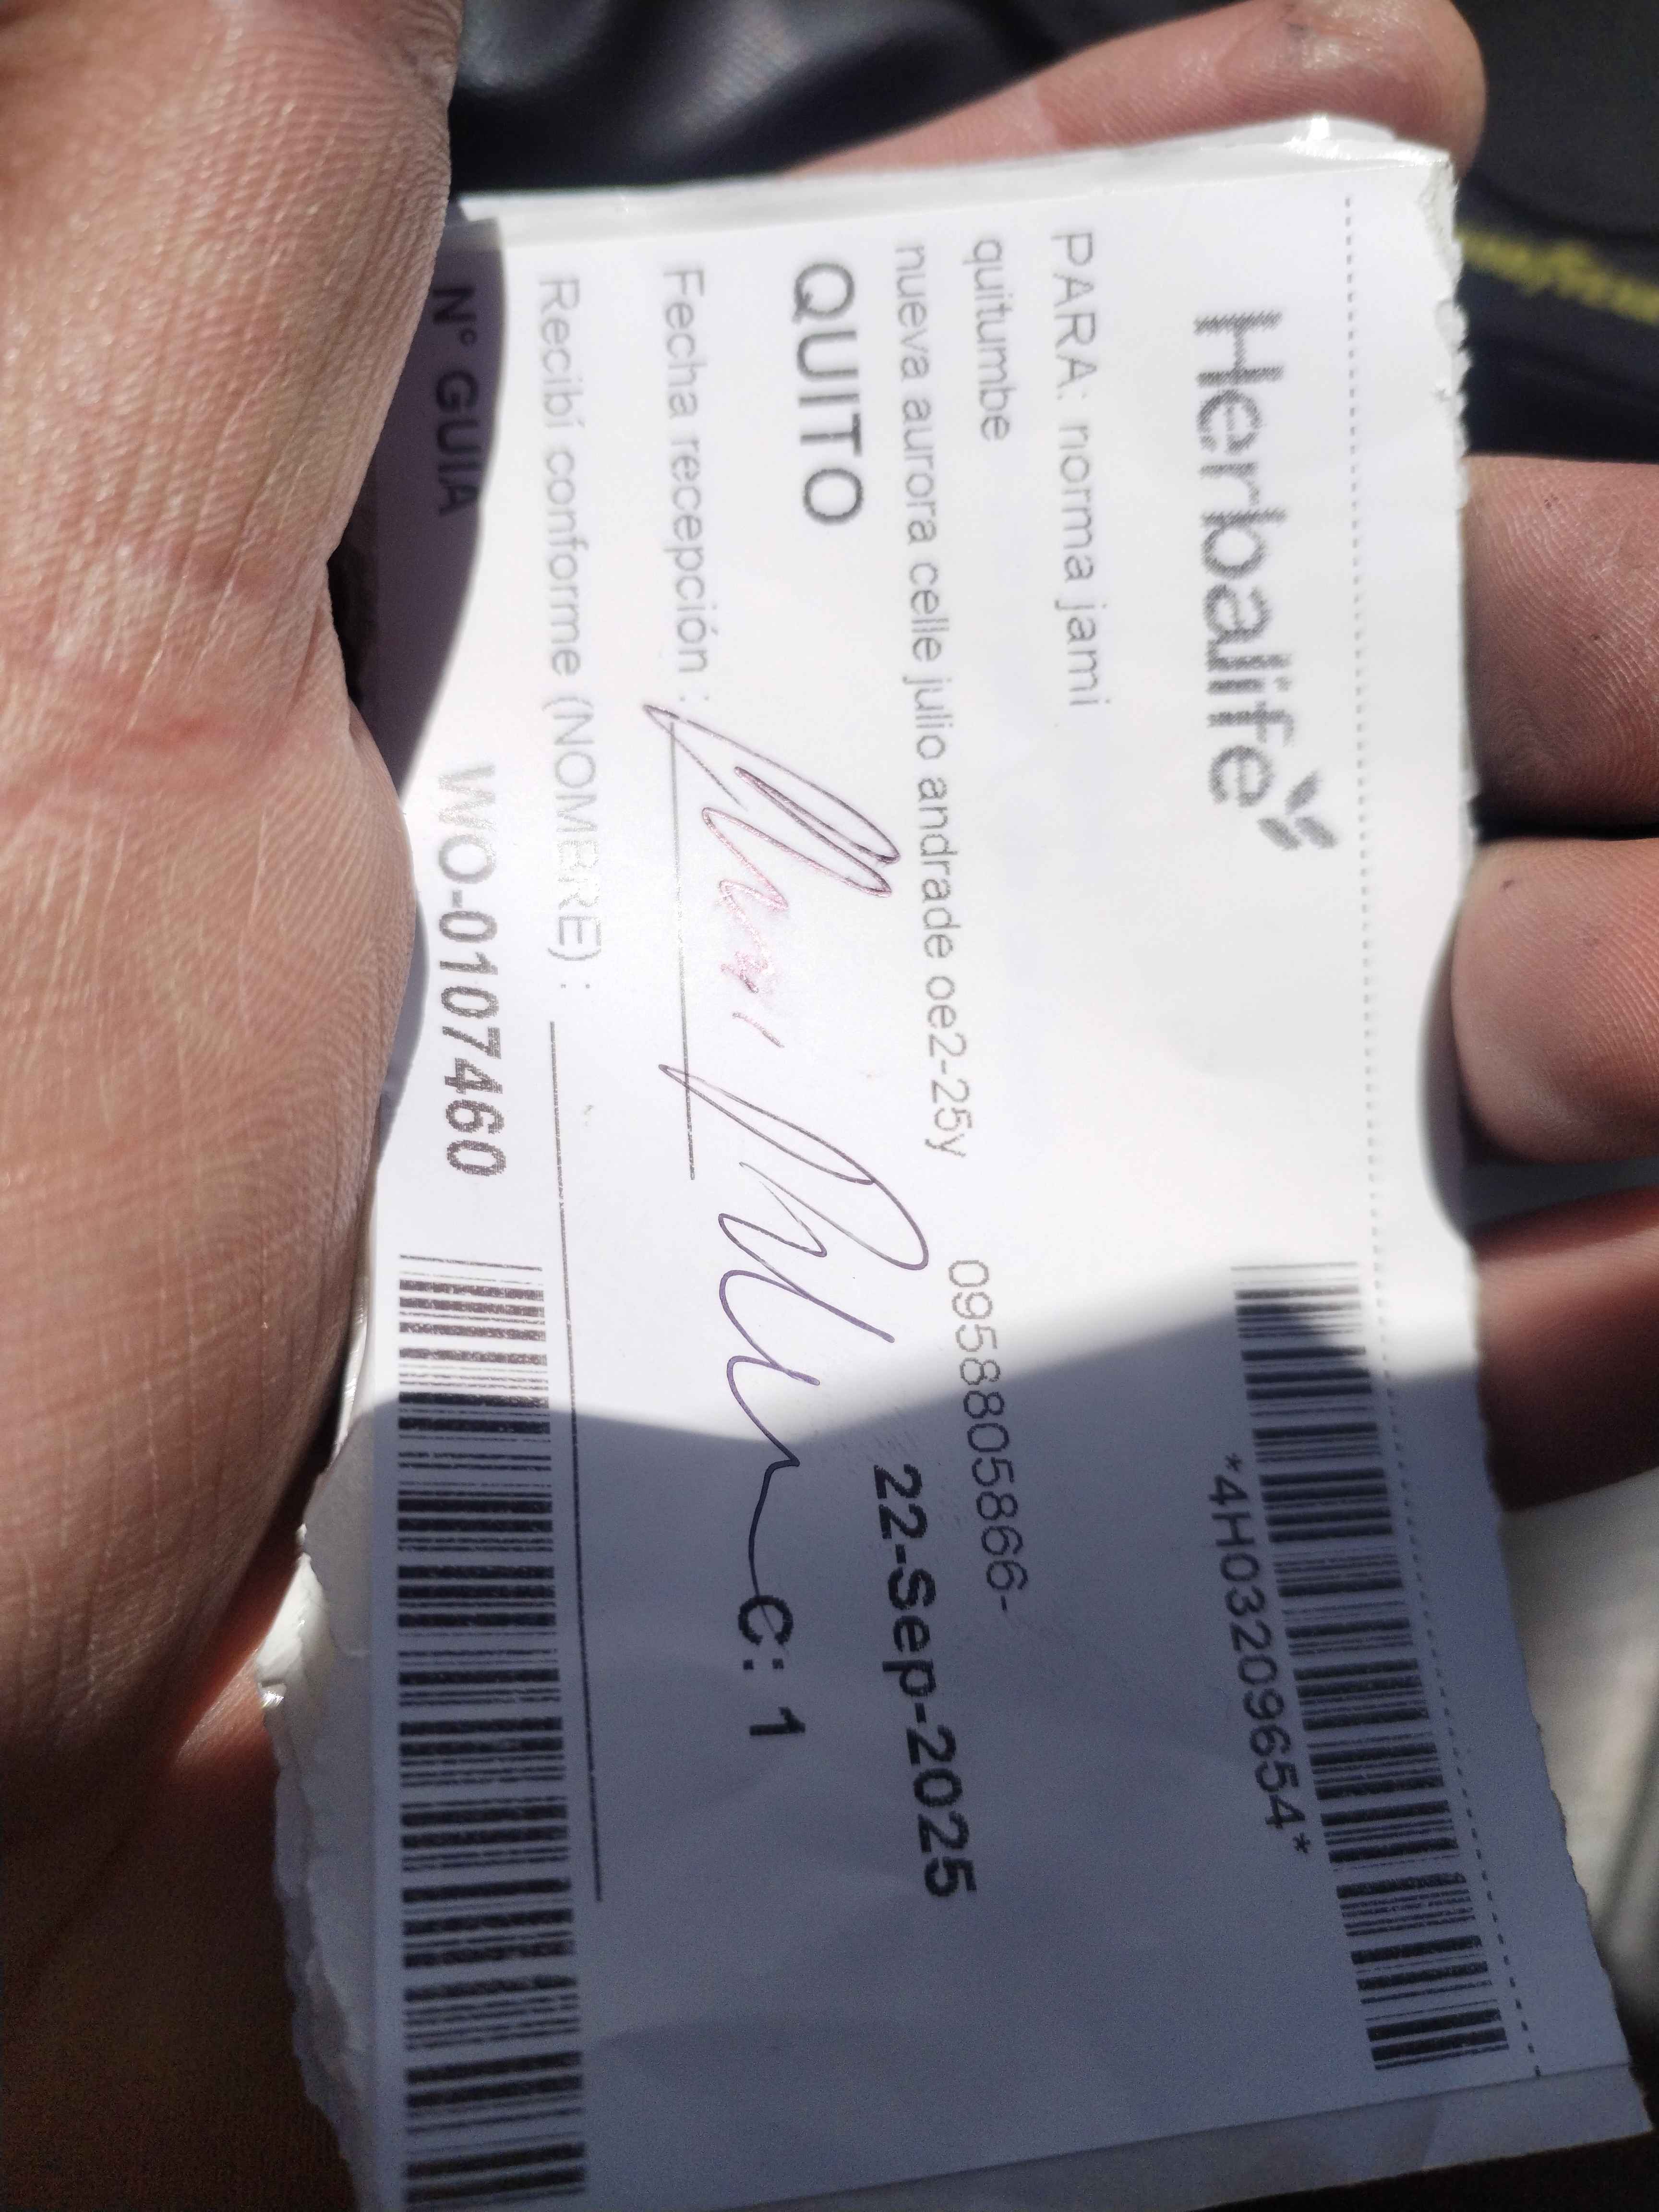 Herbalife
*4H03209654*
PARA: norma jami
quitumbe
0958805866-
nueva aurora celle julio andrade oe2-25y
QUITO
22-Sep-2025
Fecha recepción :
C: 1
Recibí conforme (NOMBRE) :
N° GUIA
WO-0107460